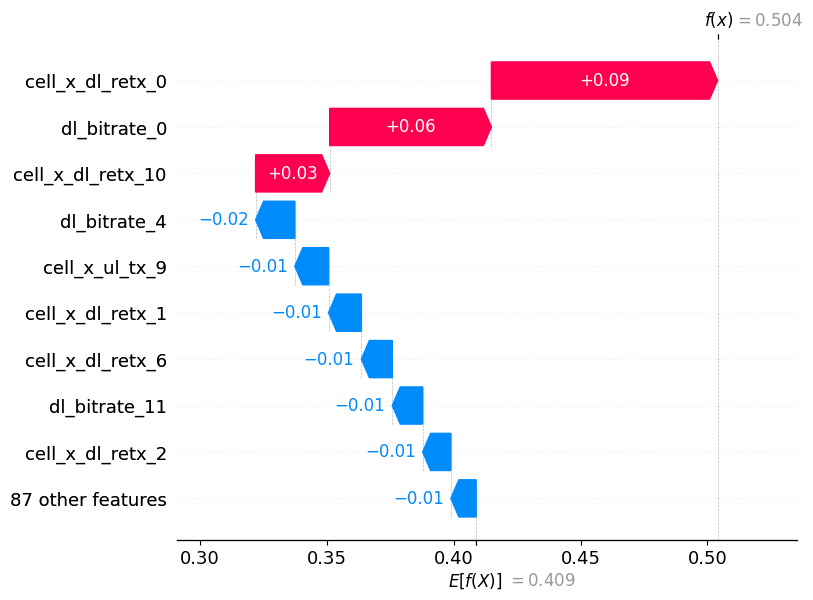 f(x) = 0.504
cell_x_dl_retx_0 +0.09
dl_bitrate_0 +0.06
cell_x_dl_retx_10 +0.03
dl_bitrate_4 −0.02
cell_x_ul_tx_9 −0.01
cell_x_dl_retx_1 −0.01
cell_x_dl_retx_6 −0.01
dl_bitrate_11 −0.01
cell_x_dl_retx_2 −0.01
87 other features −0.01
0.30 0.35 0.40 0.45 0.50
E[f(X)] = 0.409